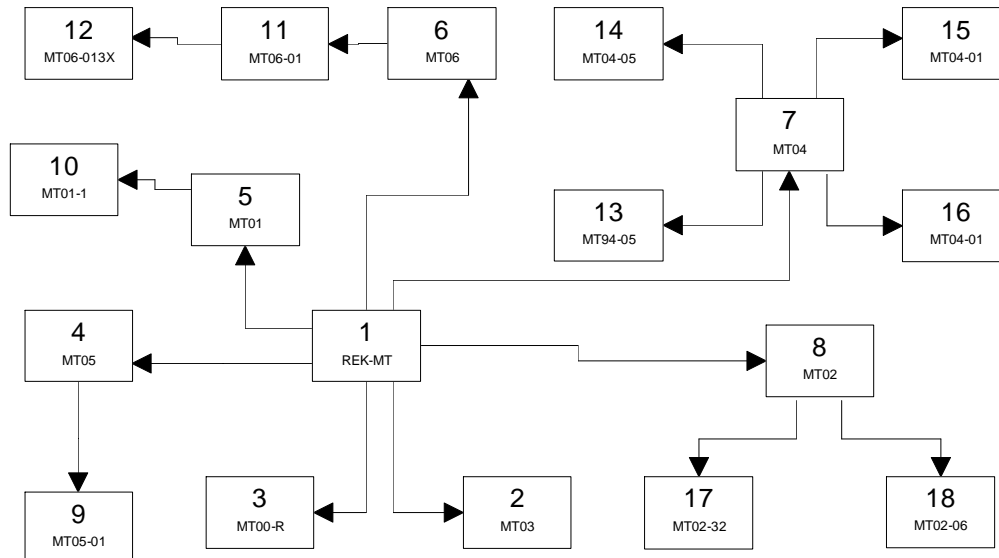 12
MT06-013X
11
MT06-01
6
MT06
14
MT04-05
15
MT04-01
7
MT04
10
MT01-1
5
MT01
13
MT94-05
16
MT04-01
4
MT05
1
REK-MT
8
MT02
9
MT05-01
3
MT00-R
2
MT03
17
MT02-32
18
MT02-06